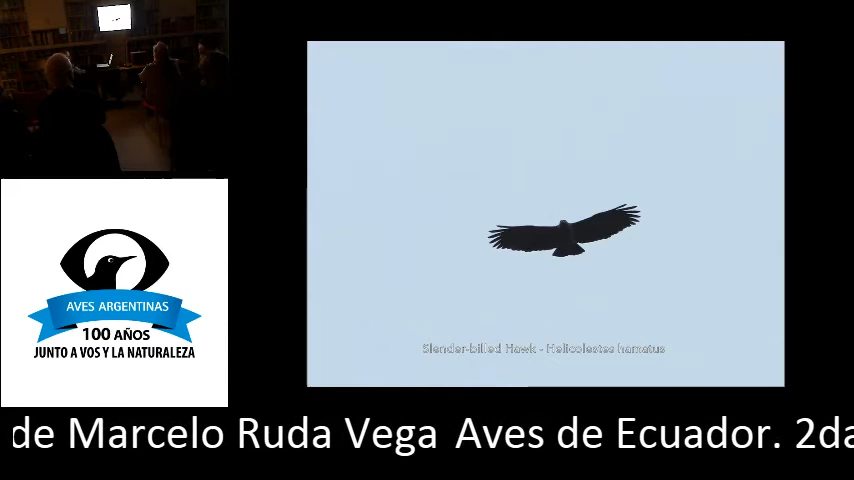 Slender-billed Hawk - Helicolestes hamatus
AVES ARGENTINAS
100 AÑOS
JUNTO A VOS Y LA NATURALEZA
de Marcelo Ruda Vega Aves de Ecuador. 2da